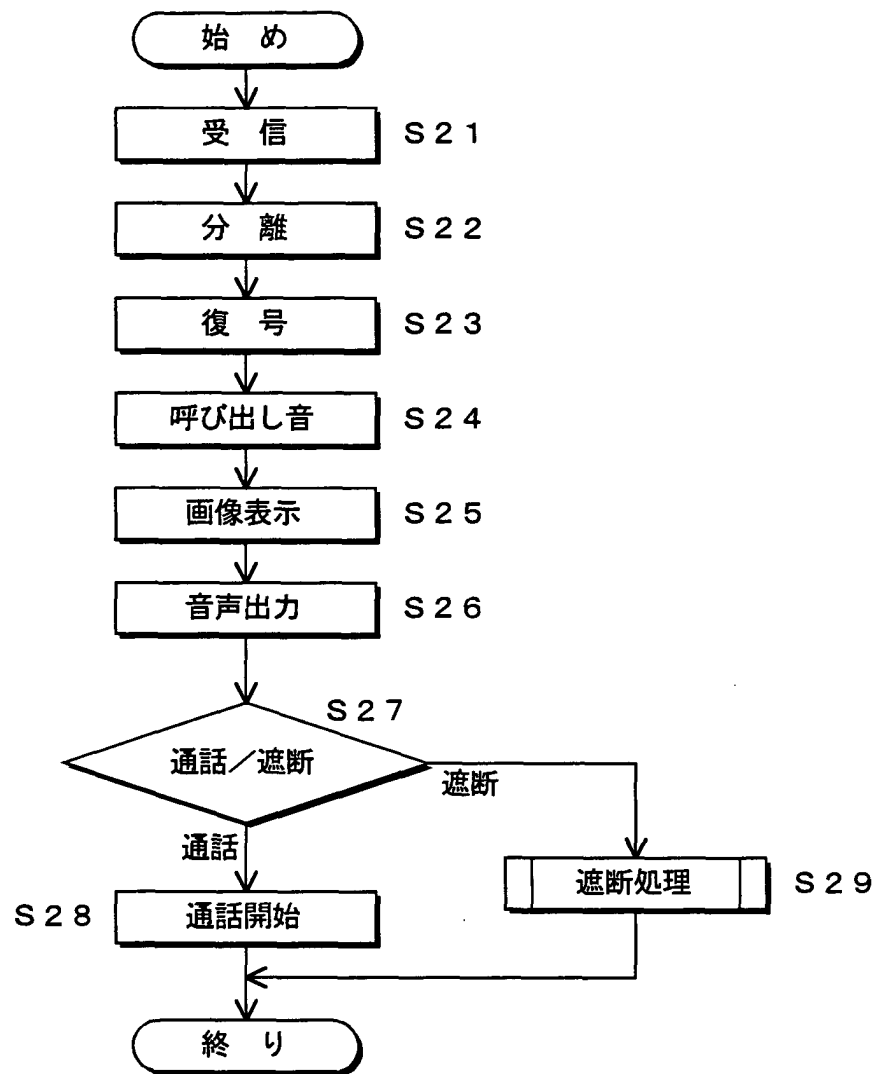 始 め
受 信 S21
分 離 S22
復 号 S23
呼び出し音 S24
画像表示 S25
音声出力 S26
S27
通話／遮断
遮断
通話
遮断処理 S29
S28 通話開始
終 り